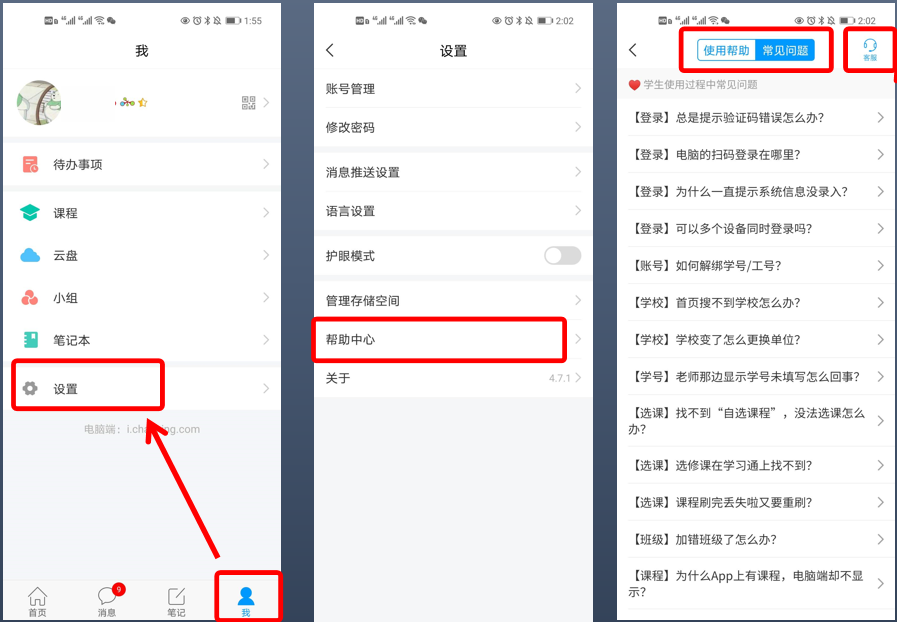 1:55
我
待办事项
课程
云盘
小组
笔记本
设置
电脑端：i.cha ng.com
首页
9
消息
笔记
我
2:02
设置
账号管理
修改密码
消息推送设置
语言设置
护眼模式
管理存储空间
帮助中心
关于
4.7.1
2:02
使用帮助
常见问题
客服
学生使用过程中常见问题
【登录】总是提示验证码错误怎么办？
【登录】电脑的扫码登录在哪里？
【登录】为什么一直提示系统信息没录入？
【登录】可以多个设备同时登录吗？
【账号】如何解绑学号/工号？
【学校】首页搜不到学校怎么办？
【学校】学校变了怎么更换单位？
【学号】老师那边显示学号未填写怎么回事？
【选课】找不到“自选课程”，没法选课怎么
办？
【选课】选修课在学习通上找不到？
【选课】课程刷完丢失啦又要重刷？
【班级】加错班级了怎么办？
【课程】为什么App上有课程，电脑端却不显
示？